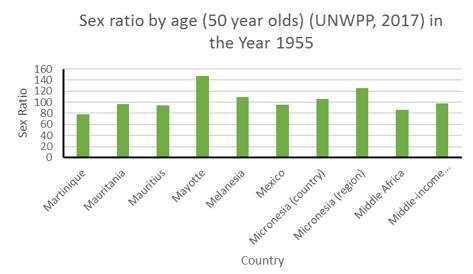 Sex ratio by age (50 year olds) (UNWPP, 2017) in
the Year 1955
160
140
120
100
80
60
40
20
0
Sex Ratio
Martinique
Mauritania
Mauritius
Mayotte
Melanesia
Mexico
Micronesia (country)
Micronesia (region)
Middle Africa
Middle-income...
Country